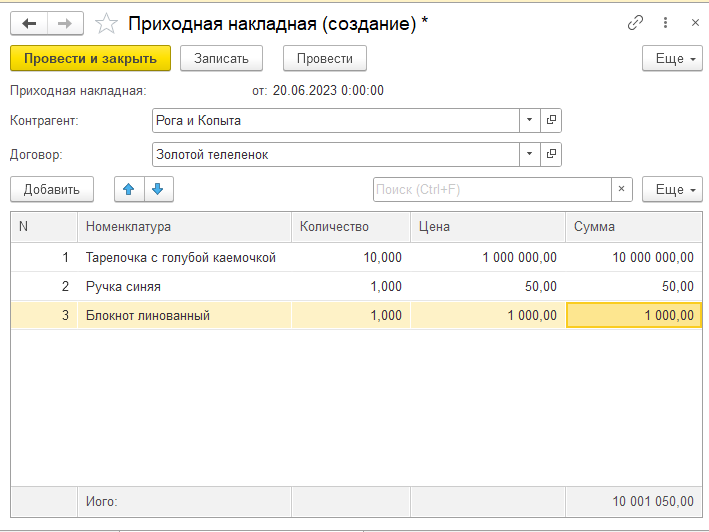 Приходная накладная (создание) *
Провести и закрыть Записать Провести Еще
Приходная накладная: от: 20.06.2023 0:00:00
Контрагент: Рога и Копыта
Договор: Золотой телеленок
Добавить Поиск (Ctrl+F) × Еще
N Номенклатура Количество Цена Сумма
1 Тарелочка с голубой каемочкой 10,000 1 000 000,00 10 000 000,00
2 Ручка синяя 1,000 50,00 50,00
3 Блокнот линованный 1,000 1 000,00 1 000,00
Итого: 10 001 050,00